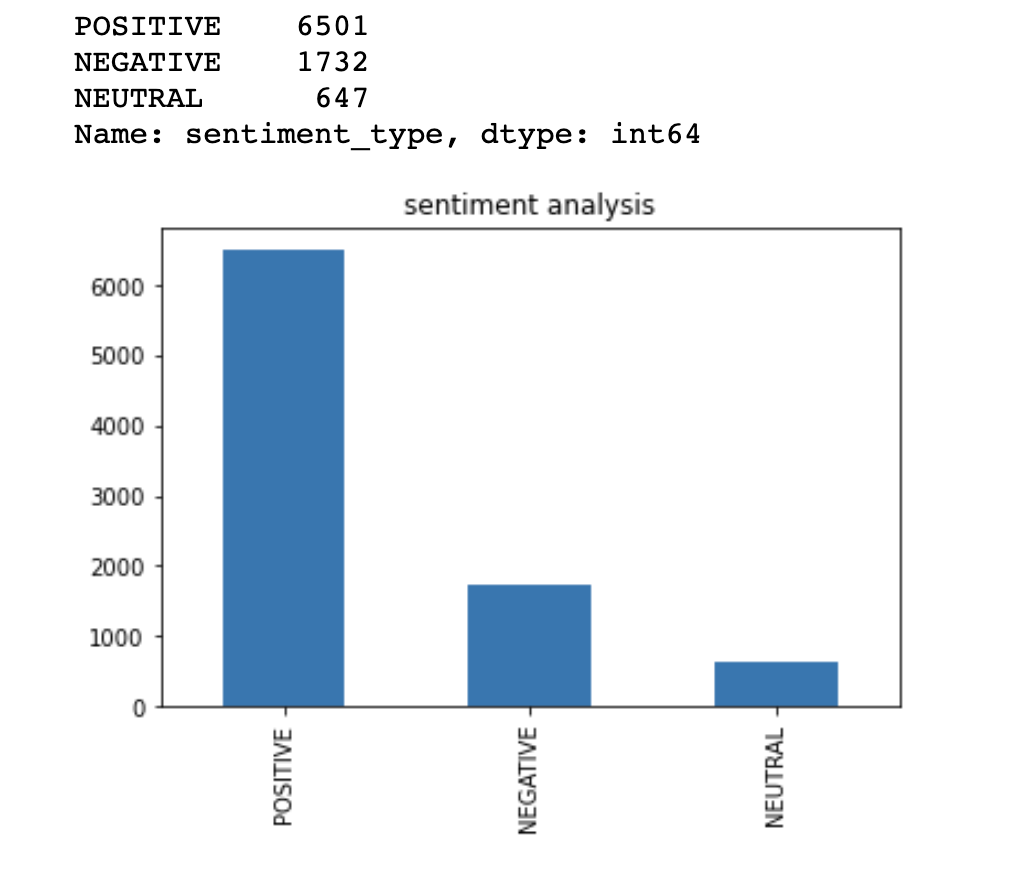 POSITIVE    6501
NEGATIVE    1732
NEUTRAL      647
Name: sentiment_type, dtype: int64
sentiment analysis
6000
5000
4000
3000
2000
1000
0
POSITIVE
NEGATIVE
NEUTRAL